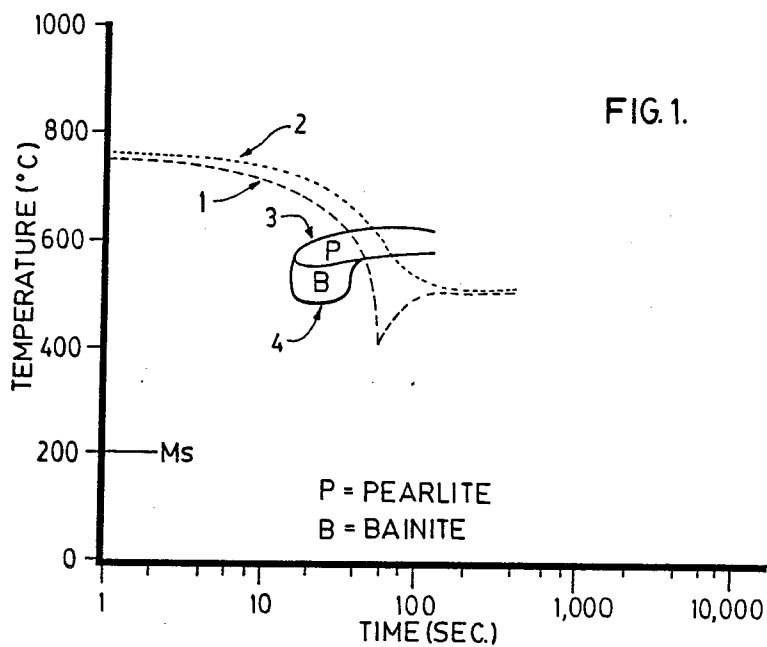 FIG.1.
TEMPERATURE (°C)
1000
800
600
400
200
0
2
1
3
P
B
4
Ms
P = PEARLITE
B = BAINITE
1
10
100
1,000
10,000
TIME (SEC.)